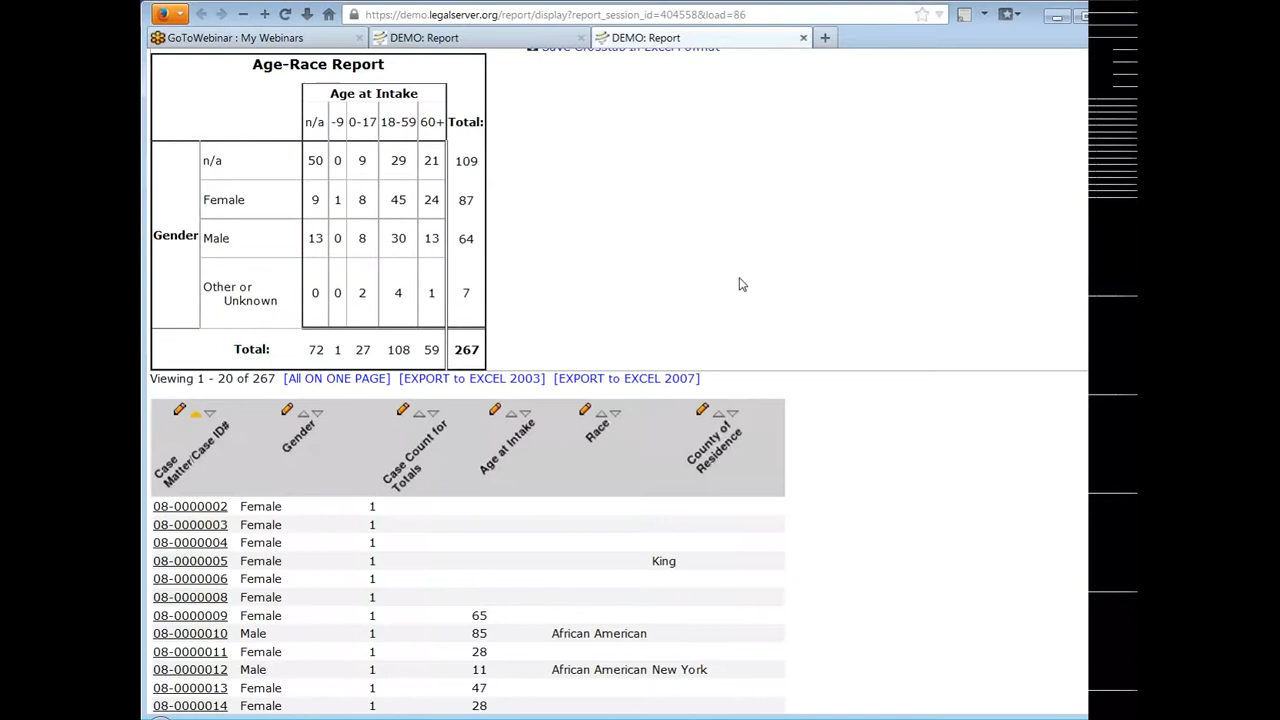 https://demo.legalserver.org/report/display?report_session_id=404558&load=86
GoToWebinar : My Webinars
DEMO: Report
DEMO: Report
Save Crosstab In Excel Format
Age-Race Report
Age at Intake
n/a -9 0-17 18-59 60+ Total:
n/a 50 0 9 29 21 109
Female 9 1 8 45 24 87
Gender
Male 13 0 8 30 13 64
Other or
Unknown 0 0 2 4 1 7
Total: 72 1 27 108 59 267
Viewing 1 - 20 of 267 [All ON ONE PAGE] [EXPORT to EXCEL 2003] [EXPORT to EXCEL 2007]
Case
Matter/Case ID#
Gender
Case Count for
Totals
Age at Intake
Race
County of
Residence
08-0000002 Female 1
08-0000003 Female 1
08-0000004 Female 1
08-0000005 Female 1 King
08-0000006 Female 1
08-0000008 Female 1
08-0000009 Female 1 65
08-0000010 Male 1 85 African American
08-0000011 Female 1 28
08-0000012 Male 1 11 African American New York
08-0000013 Female 1 47
08-0000014 Female 1 28